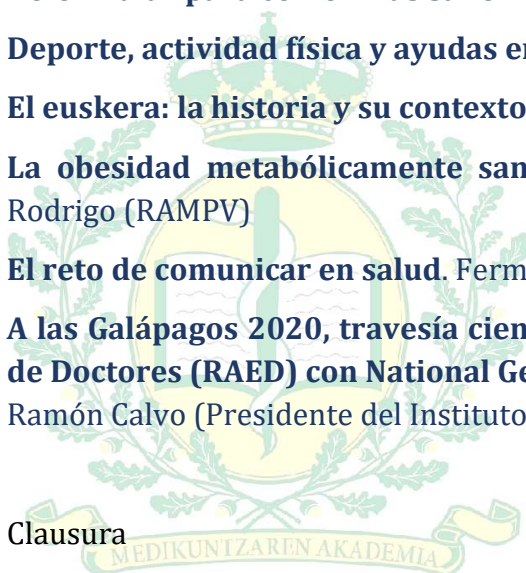 Deporte, actividad física y ayudas e
El euskera: la historia y su contexto
La obesidad metabólicamente san
Rodrigo (RAMPV)
El reto de comunicar en salud. Ferm
A las Galápagos 2020, travesía cien
de Doctores (RAED) con National Ge
Ramón Calvo (Presidente del Instituto
Clausura
MEDIKUNTZAREN AKADEMIA